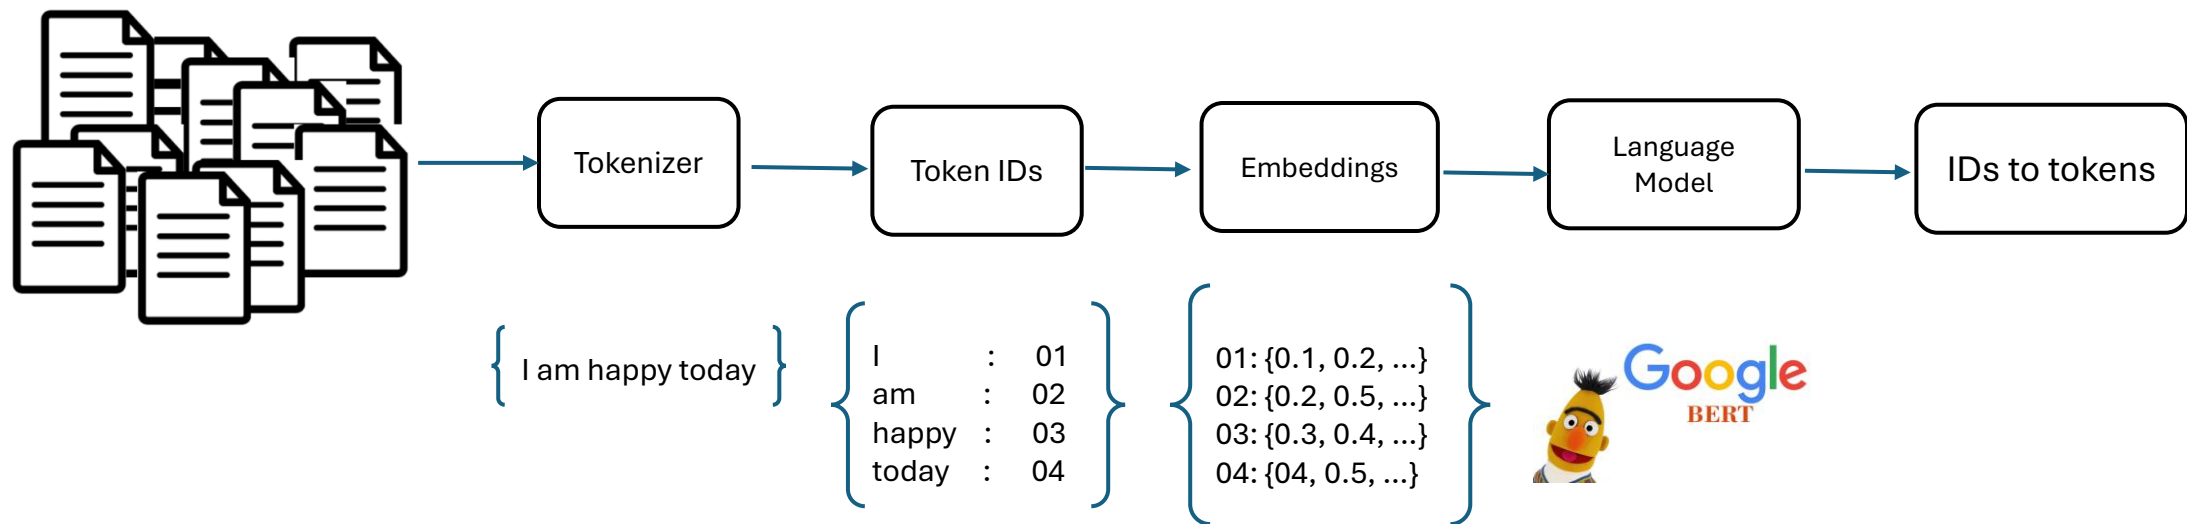 Tokenizer
Token IDs
Embeddings
Language
Model
IDs to tokens
I am happy today
I : 01
am : 02
happy : 03
today : 04
01: {0.1, 0.2, ...}
02: {0.2, 0.5, ...}
03: {0.3, 0.4, ...}
04: {04, 0.5, ...}
Google
BERT